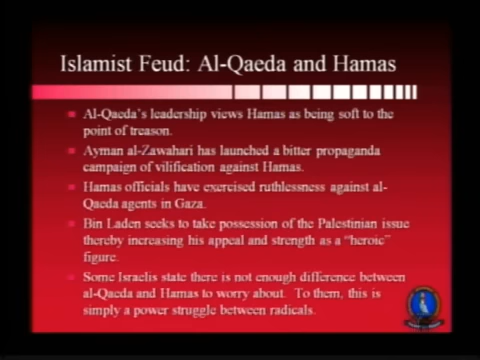 Islamist Feud: Al-Qaeda and Hamas
Al-Qaeda's leadership views Hamas as being soft to the
point of treason.
Ayman al-Zawahari has launched a bitter propaganda
campaign of vilification against Hamas.
Hamas officials have exercised ruthlessness against al-
Qaeda agents in Gaza.
Bin Laden seeks to take possession of the Palestinian issue
thereby increasing his appeal and strength as a "heroic"
figure.
Some Israelis state there is not enough difference between
al-Qaeda and Hamas to worry about. To them, this is
simply a power struggle between radicals.